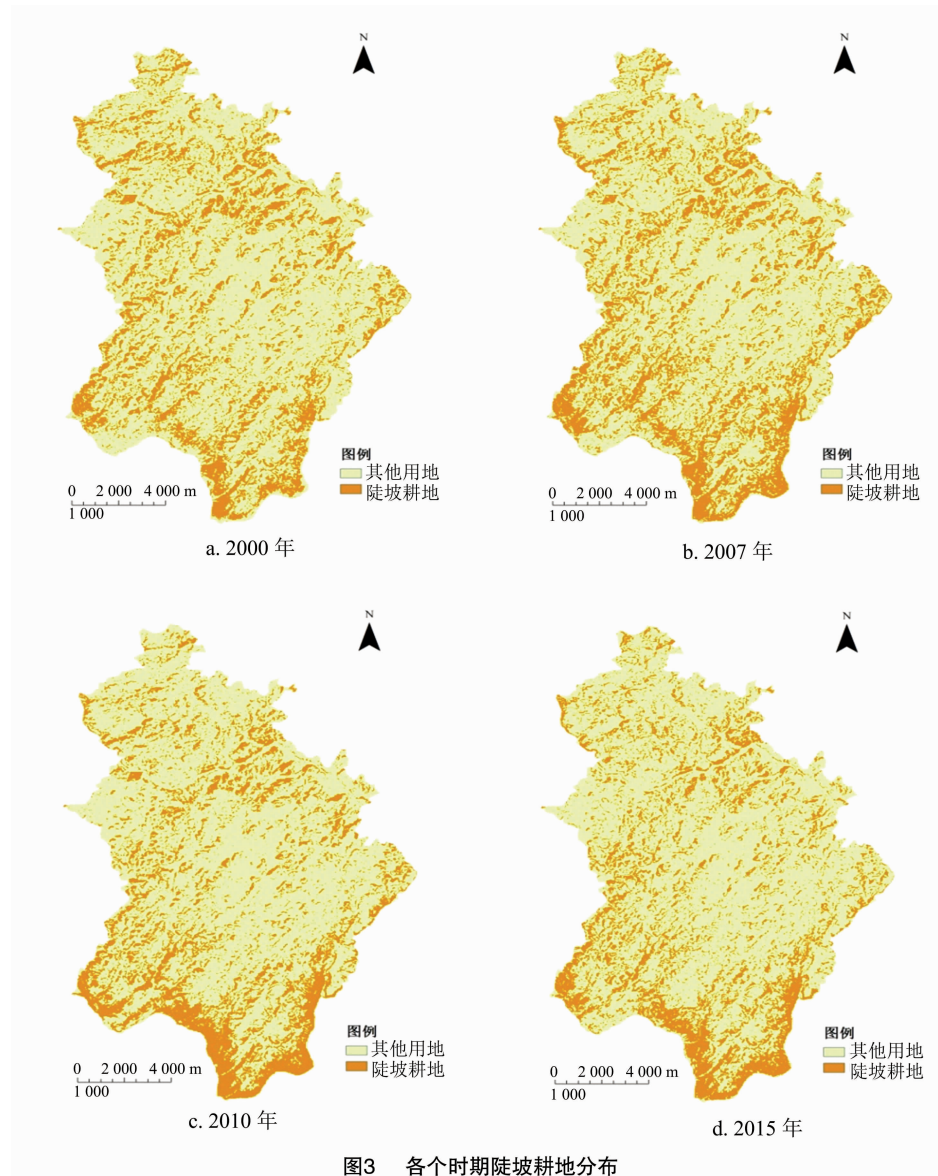 N
N
图例
其他用地
陡坡耕地
0 2 000 4 000 m
1 000
a. 2000 年
图例
其他用地
陡坡耕地
0 2 000 4 000 m
1 000
b. 2007 年
N
N
图例
其他用地
陡坡耕地
0 2 000 4 000 m
1 000
c. 2010 年
图例
其他用地
陡坡耕地
0 2 000 4 000 m
1 000
d. 2015 年
图3 各个时期陡坡耕地分布